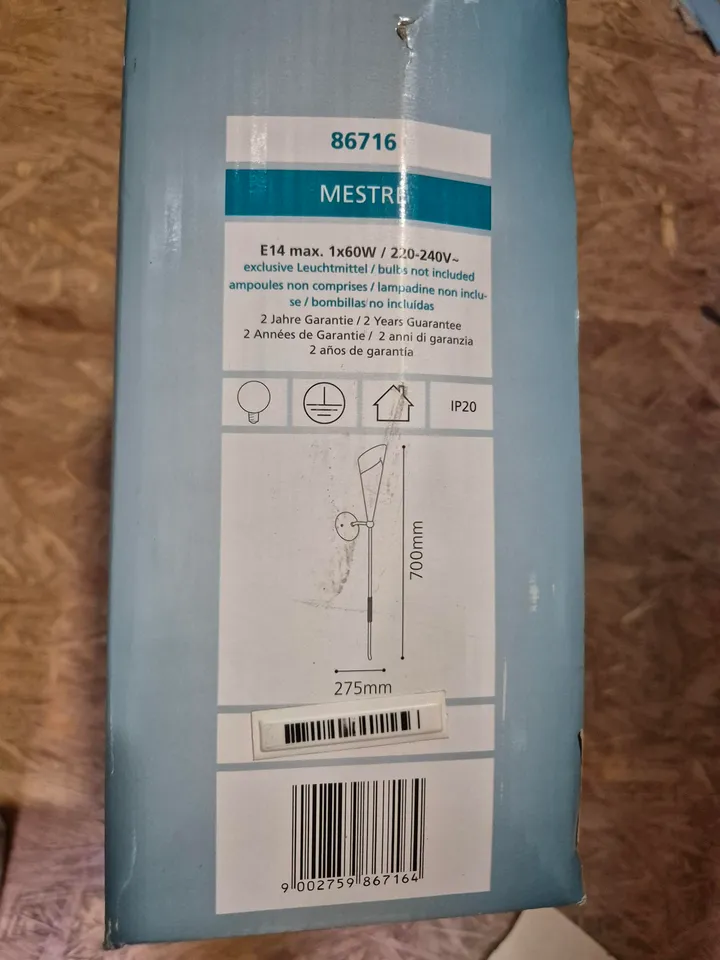 86716
MESTRE
E14 max. 1x60W / 220-240V~
exclusive Leuchtmittel / bulbs not included
ampoules non comprises / lampadine non inclu-
se / bombillas no incluidas
2 Jahre Garantie / 2 Years Guarantee
2 Années de Garantie / 2 anni di garanzia
2 años de garantía
IP20
700mm
275mm
9 002759 867164